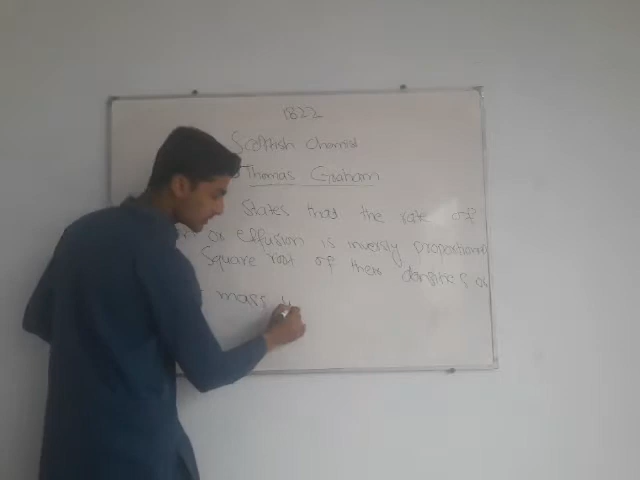 1822
Scottish Chemist
Thomas Graham
States that the rate of
or effusion is inversly proportional
Square root of their densities or
mass